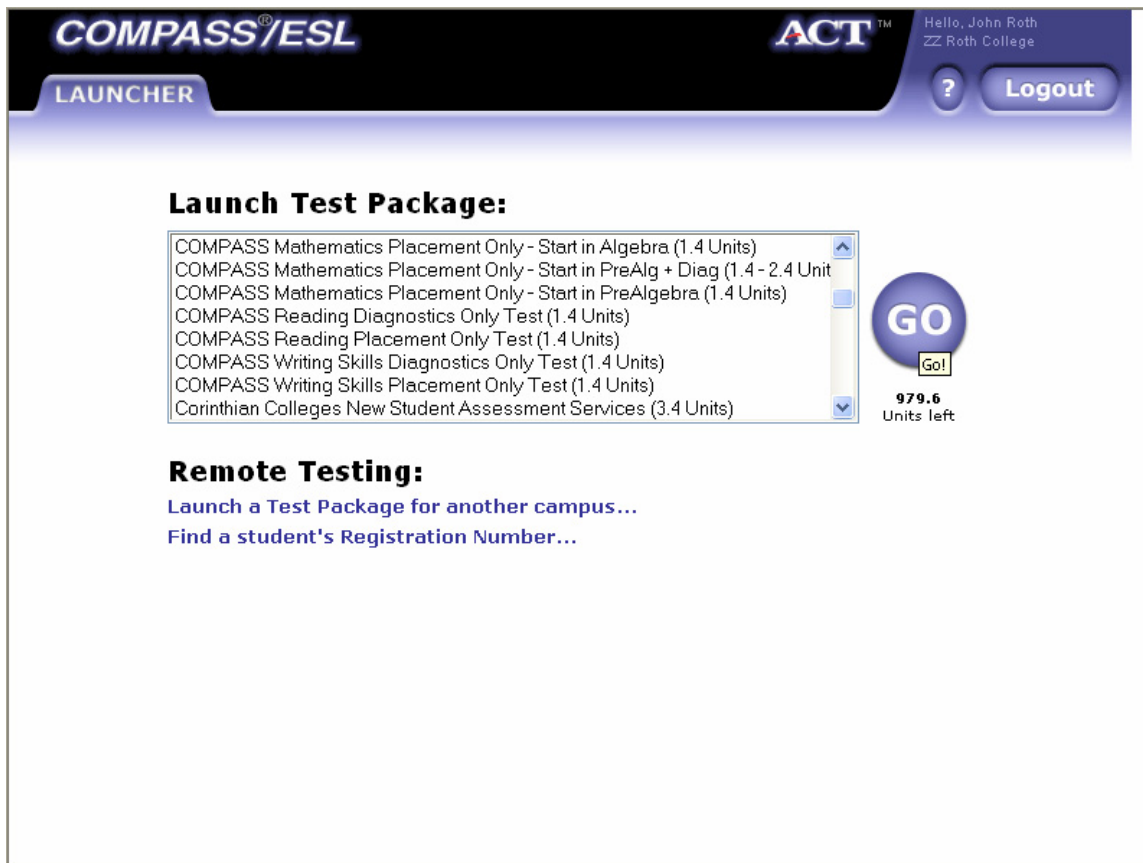 COMPASS®/ESL
ACT™
Hello, John Roth
ZZ Roth College
LAUNCHER
?
Logout
Launch Test Package:
COMPASS Mathematics Placement Only - Start in Algebra (1.4 Units)
COMPASS Mathematics Placement Only - Start in PreAlg + Diag (1.4 - 2.4 Unit
COMPASS Mathematics Placement Only - Start in PreAlgebra (1.4 Units)
COMPASS Reading Diagnostics Only Test (1.4 Units)
COMPASS Reading Placement Only Test (1.4 Units)
COMPASS Writing Skills Diagnostics Only Test (1.4 Units)
COMPASS Writing Skills Placement Only Test (1.4 Units)
Corinthian Colleges New Student Assessment Services (3.4 Units)
GO
Go!
979.6
Units left
Remote Testing:
Launch a Test Package for another campus...
Find a student's Registration Number...